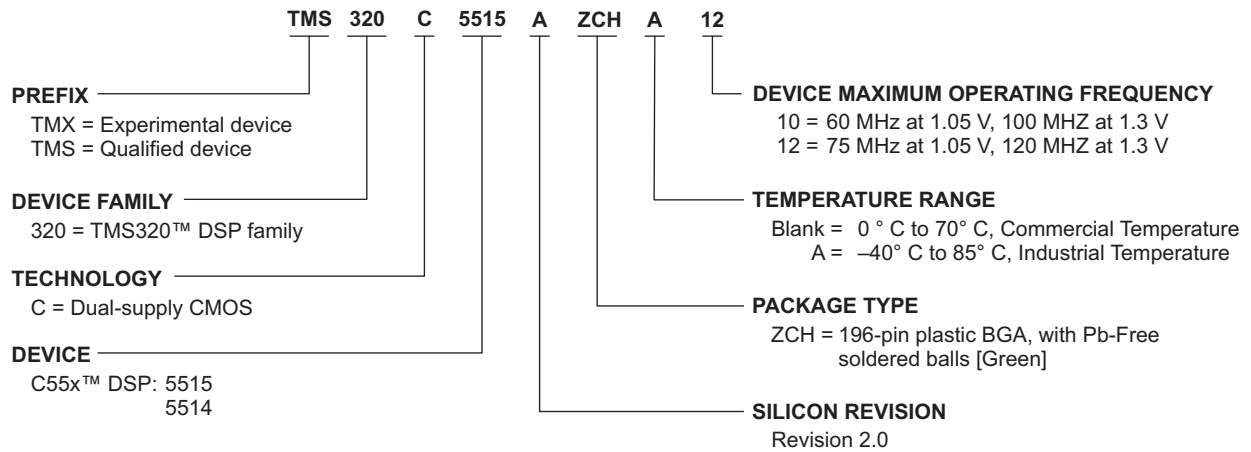 TMS 320 C 5515 A ZCH A 12
PREFIX
TMX = Experimental device
TMS = Qualified device
DEVICE FAMILY
320 = TMS320™ DSP family
TECHNOLOGY
C = Dual-supply CMOS
DEVICE
C55x™ DSP: 5515
5514
DEVICE MAXIMUM OPERATING FREQUENCY
10 = 60 MHz at 1.05 V, 100 MHZ at 1.3 V
12 = 75 MHz at 1.05 V, 120 MHZ at 1.3 V
TEMPERATURE RANGE
Blank = 0 ° C to 70° C, Commercial Temperature
A = –40° C to 85° C, Industrial Temperature
PACKAGE TYPE
ZCH = 196-pin plastic BGA, with Pb-Free
soldered balls [Green]
SILICON REVISION
Revision 2.0